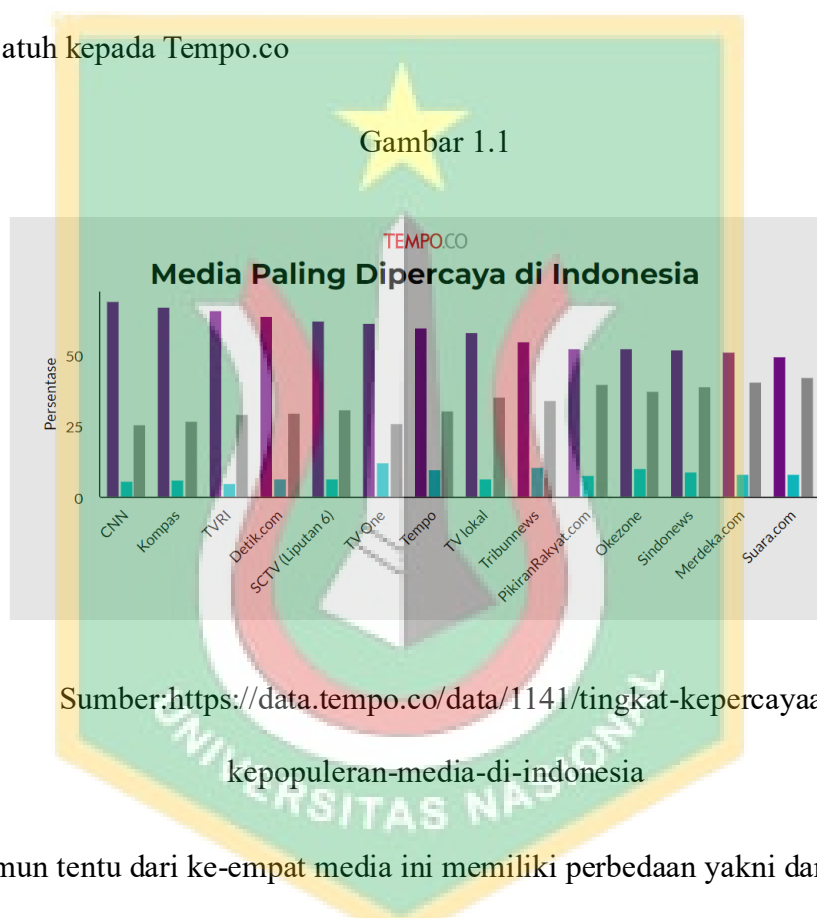 atuh kepada Tempo.co
Gambar 1.1
TEMPO.CO
Media Paling Dipercaya di Indonesia
Persentase
50
25
0
CNN
Kompas
TVRI
Detik.com
SCTV (Liputan 6)
TV One
Tempo
TV lokal
Tribunnews
PikiranRakyat.com
Okezone
Sindonews
Merdeka.com
Suara.com
Sumber:https://data.tempo.co/data/1141/tingkat-kepercayaa
kepopuleran-media-di-indonesia
UNIVERSITAS NASIONAL
mun tentu dari ke-empat media ini memiliki perbedaan yakni dar